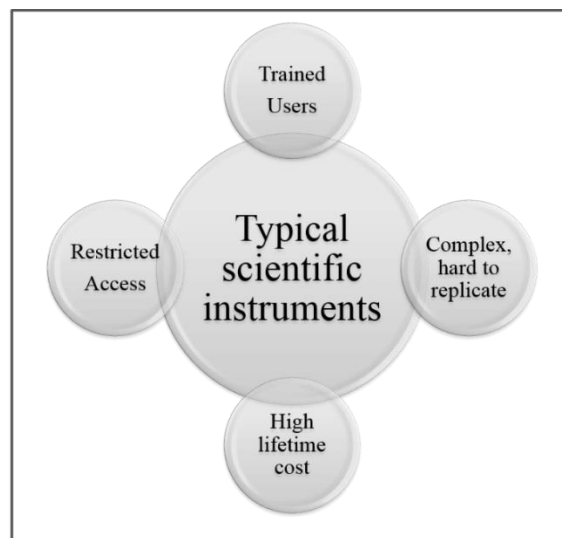 Trained
Users
Typical
scientific
instruments
Restricted
Access
Complex,
hard to
replicate
High
lifetime
cost